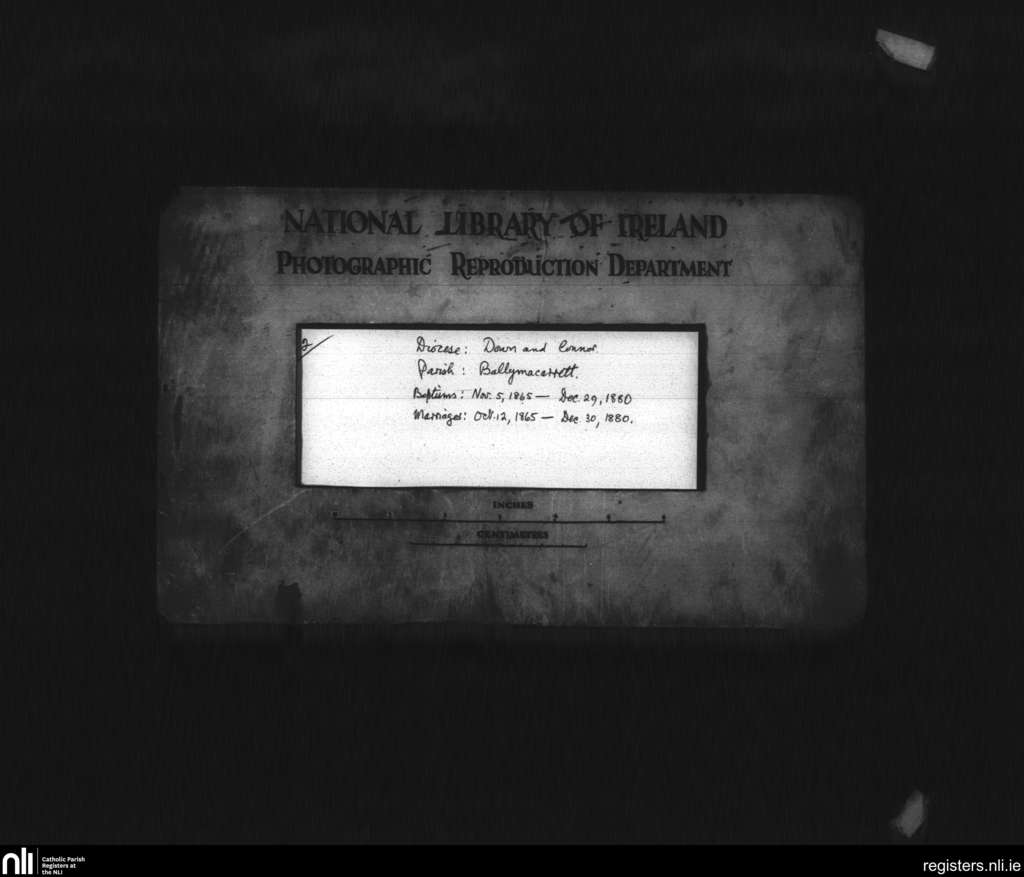 NATIONAL LIBRARY OF IRELAND
PHOTOGRAPHIC REPRODUCTION DEPARTMENT
2/
Diocese: Down and Connor.
Parish: Ballymacarrett.
Baptisms: Nov. 5, 1865 — Dec. 29, 1880
Marriages: Oct. 12, 1865 — Dec. 30, 1880.
INCHES
CENTIMETRES
nli
Catholic Parish
Registers at
the NLI
registers.nli.ie